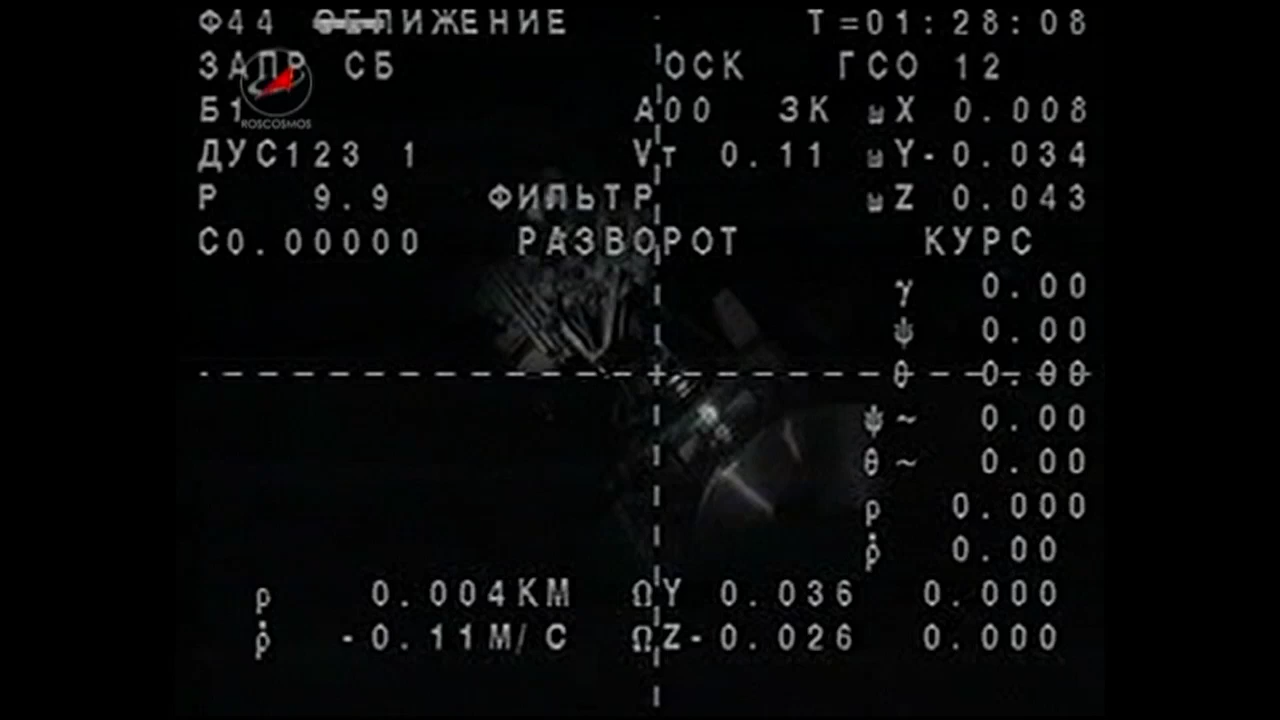 Ф44 СБЛИЖЕНИЕ T=01:28:08
ЗАПР СБ ОСК ГСО 12
ROSCOSMOS
Б1 А00 ЗК ωX 0.008
ДУС123 1 Vт 0.11 ωY-0.034
Р 9.9 ФИЛЬТР ωZ 0.043
С0.00000 РАЗВОРОТ КУРС
γ 0.00
ψ 0.00
θ 0.00
ψ~ 0.00
θ~ 0.00
ρ 0.000
ρ̇ 0.00
ρ 0.004КМ ΩY 0.036 0.000
ρ̇ -0.11М/С ΩZ-0.026 0.000